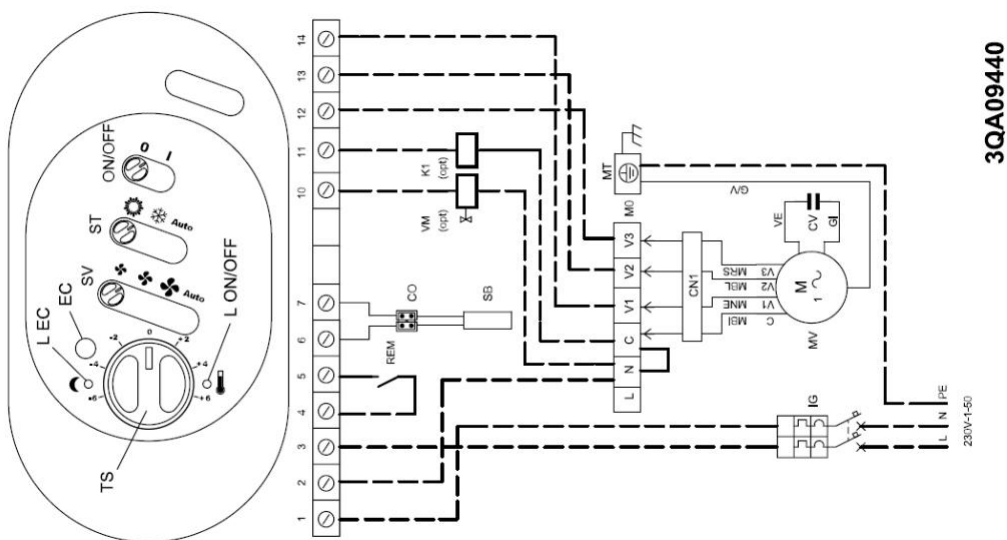 3QA09440
ON/OFF
0
I
ST
Auto
SV
Auto
L EC
EC
-6
-4
-2
0
+2
+4
+6
TS
L ON/OFF
1
2
3
4
5
6
7
10
11
12
13
14
REM
CO
SB
VM
(opt)
K1
(opt)
L
N
C
V1
V2
V3
M0
MT
G/V
CN1
MBI
MNE
MBL
MRS
C
V1
V2
V3
M
1
MV
VE
CV
GI
IG
L
N
PE
230V-1-50